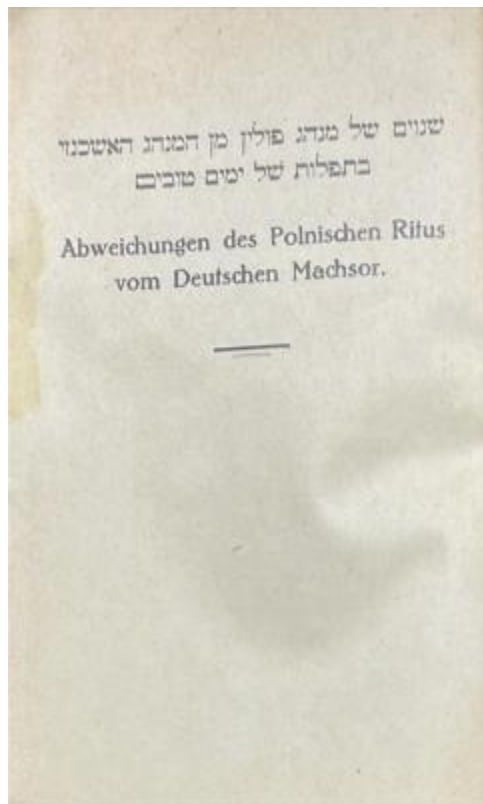 שנוים של מנהג פולין מן המנהג האשכנזי
בתפלות של ימים טובים
Abweichungen des Polnischen Ritus
vom Deutschen Machsor.